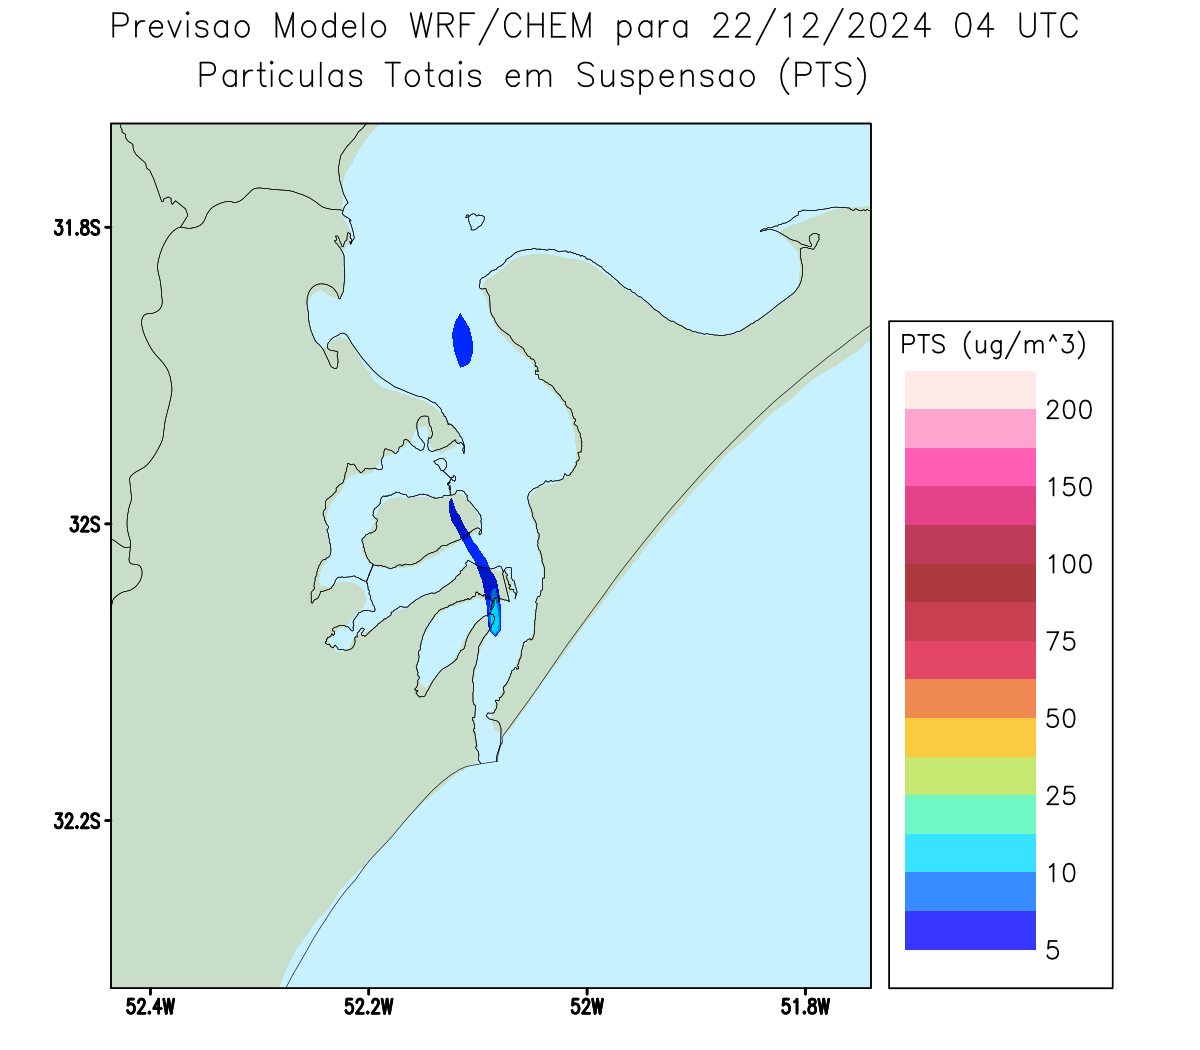 Previsao Modelo WRF/CHEM para 22/12/2024 04 UTC
Particulas Totais em Suspensao (PTS)
31.8S
32S
32.2S
52.4W
52.2W
52W
51.8W
PTS (ug/m^3)
200
150
100
75
50
25
10
5